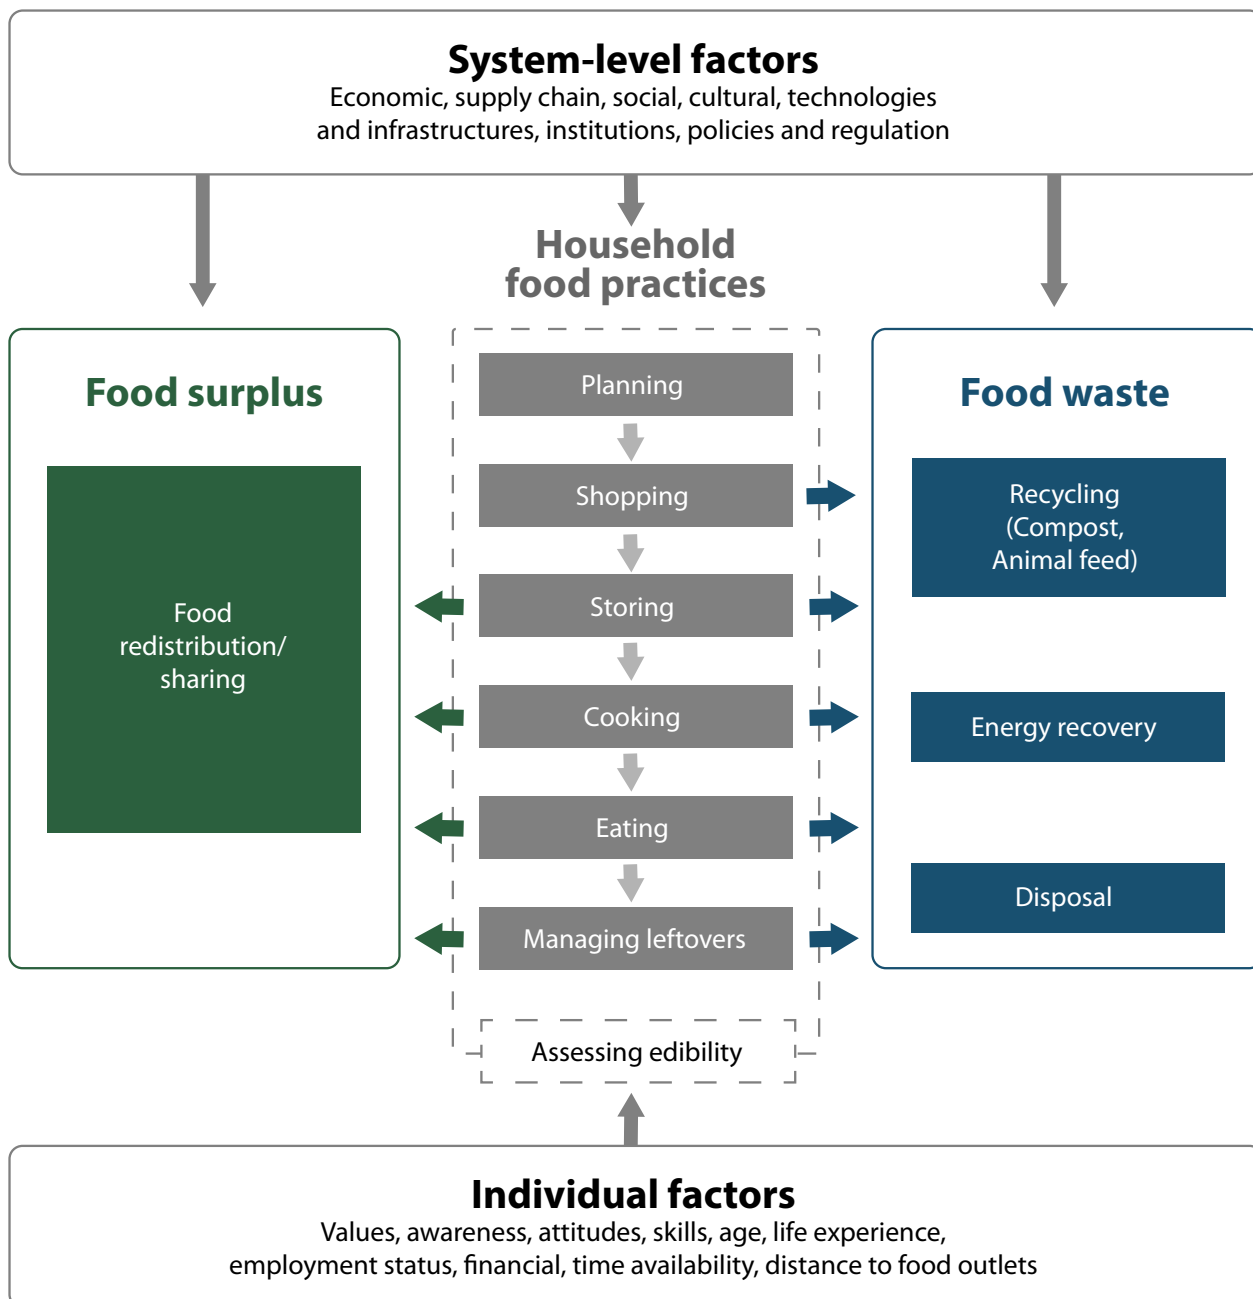 System-level factors
Economic, supply chain, social, cultural, technologies
and infrastructures, institutions, policies and regulation
Household
food practices
Food surplus
Food
redistribution/
sharing
Planning
Shopping
Storing
Cooking
Eating
Managing leftovers
Assessing edibility
Food waste
Recycling
(Compost,
Animal feed)
Energy recovery
Disposal
Individual factors
Values, awareness, attitudes, skills, age, life experience,
employment status, financial, time availability, distance to food outlets